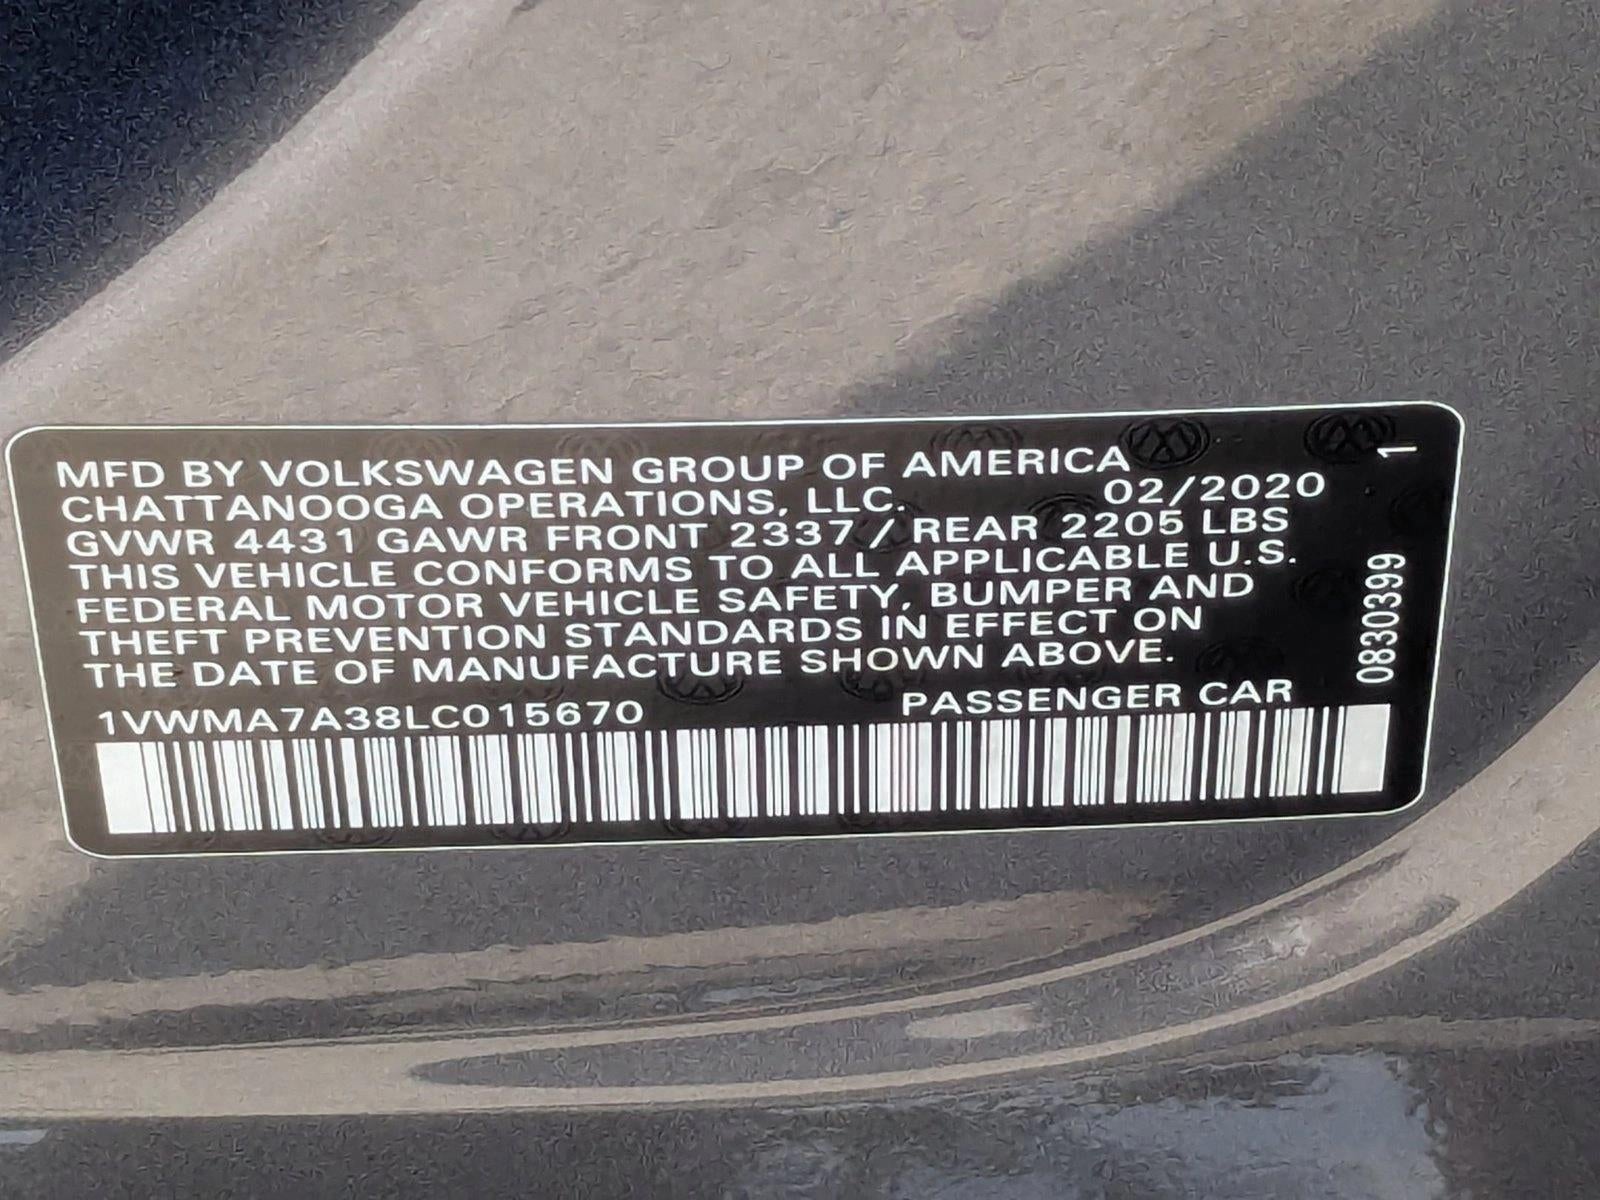 MFD BY VOLKSWAGEN GROUP OF AMERICA
CHATTANOOGA OPERATIONS, LLC. 02/2020
GVWR 4431 GAWR FRONT 2337 / REAR 2205 LBS
THIS VEHICLE CONFORMS TO ALL APPLICABLE U.S.
FEDERAL MOTOR VEHICLE SAFETY, BUMPER AND
THEFT PREVENTION STANDARDS IN EFFECT ON
THE DATE OF MANUFACTURE SHOWN ABOVE.
1VWMA7A38LC015670 PASSENGER CAR
0830399 1